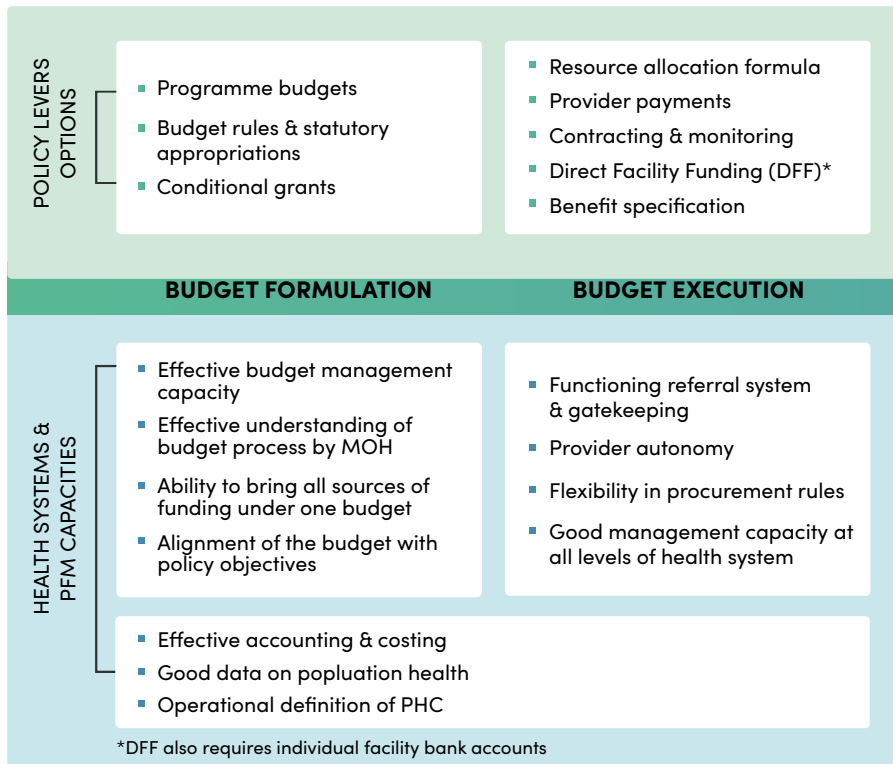 POLICY LEVERS
OPTIONS
Programme budgets
Budget rules & statutory
appropriations
Conditional grants
Resource allocation formula
Provider payments
Contracting & monitoring
Direct Facility Funding (DFF)*
Benefit specification
BUDGET FORMULATION
BUDGET EXECUTION
HEALTH SYSTEMS &
PFM CAPACITIES
Effective budget management
capacity
Effective understanding of
budget process by MOH
Ability to bring all sources of
funding under one budget
Alignment of the budget with
policy objectives
Functioning referral system
& gatekeeping
Provider autonomy
Flexibility in procurement rules
Good management capacity at
all levels of health system
Effective accounting & costing
Good data on popluation health
Operational definition of PHC
*DFF also requires individual facility bank accounts